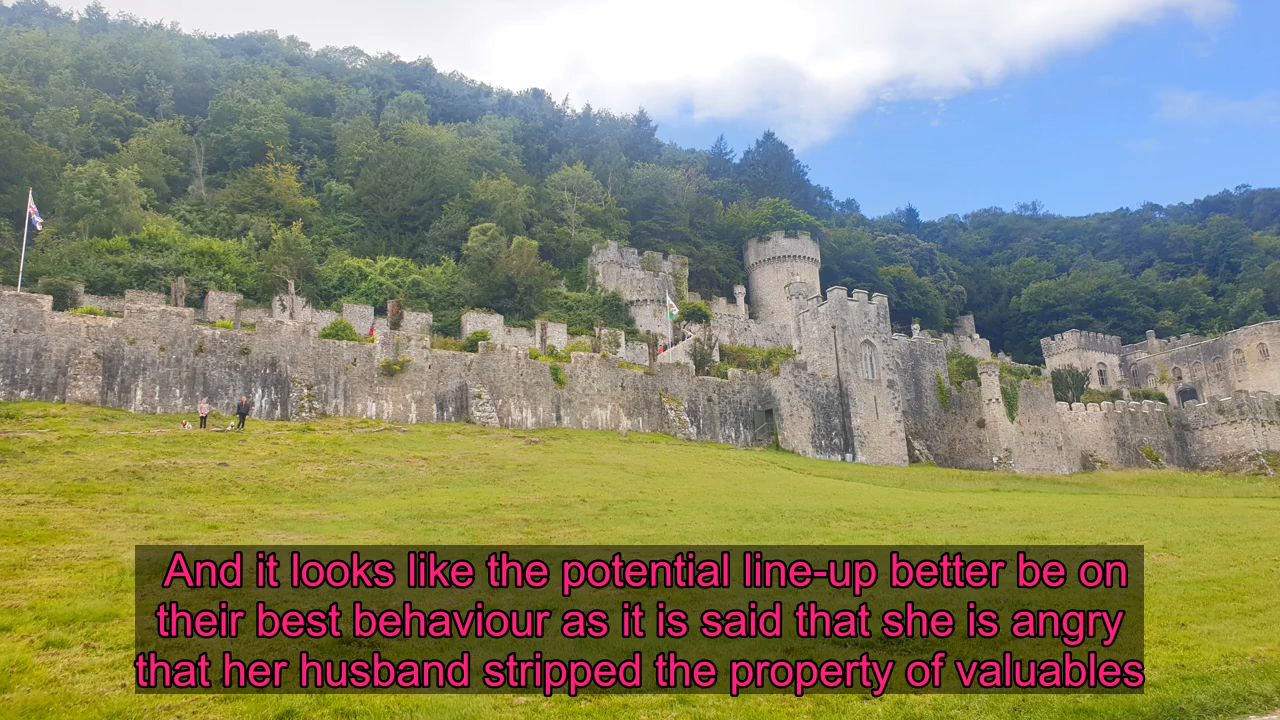 And it looks like the potential line-up better be on
their best behaviour as it is said that she is angry
that her husband stripped the property of valuables